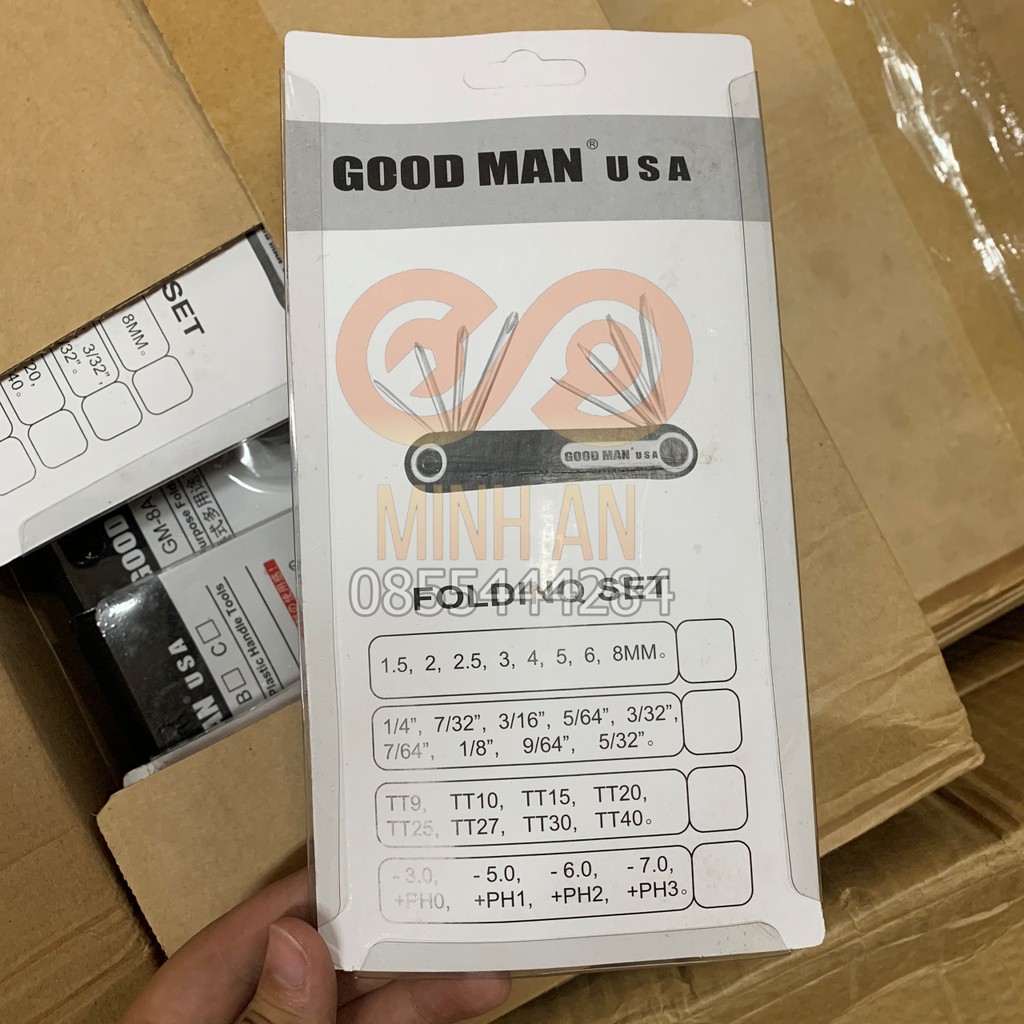 GOOD MAN® USA
GOOD MAN® USA
MINH AN
0855444284
FOLDING SET
1.5, 2, 2.5, 3, 4, 5, 6, 8MM。
1/4”, 7/32”, 3/16”, 5/64”, 3/32”,
7/64”, 1/8”, 9/64”, 5/32”。
TT9, TT10, TT15, TT20,
TT25, TT27, TT30, TT40。
- 3.0, - 5.0, - 6.0, - 7.0,
+PH0, +PH1, +PH2, +PH3。
SET
8MM。
3/32”,
GM-8A
Plastic Handle Tools
B□ C□
USA